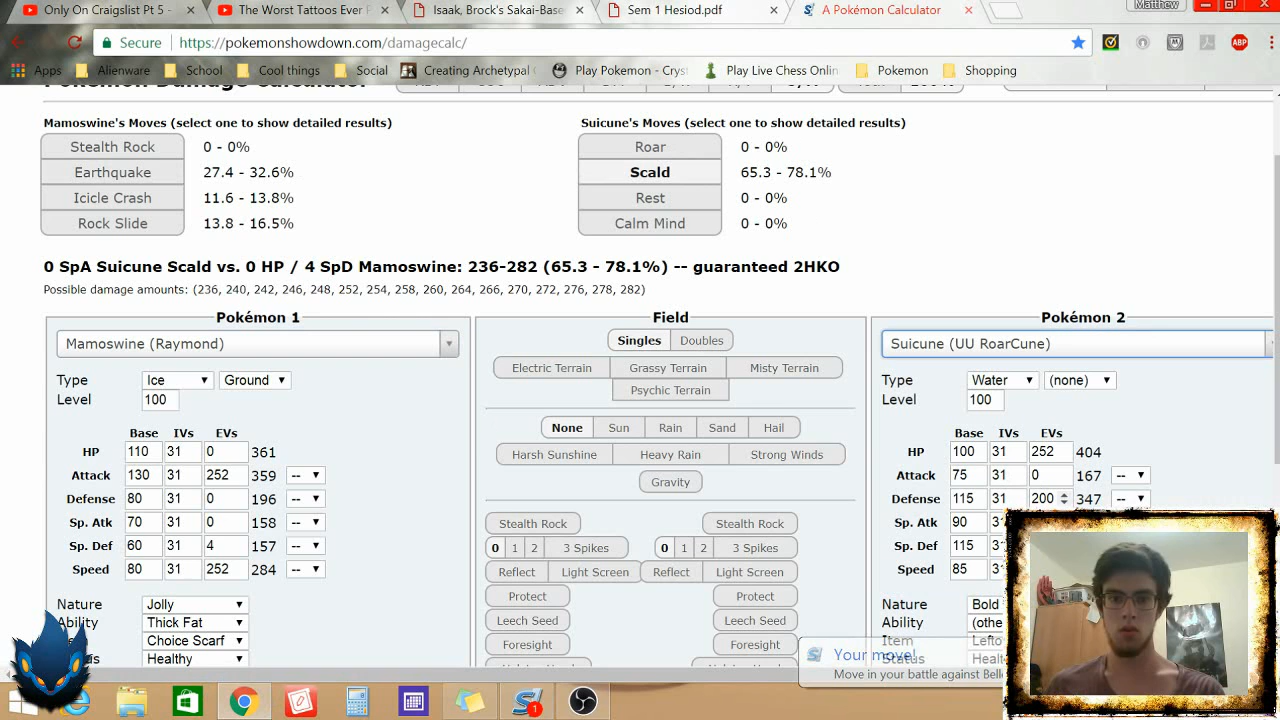 Only On Craigslist Pt 5 - × The Worst Tattoos Ever F × Isaak, Brock's Sakai-Base × Sem 1 Hesiod.pdf × A Pokémon Calculator × Matthew
Secure https://pokemonshowdown.com/damagecalc/ ABP
Apps Alienware School Cool things Social Creating Archetypal Play Pokemon - Crys Play Live Chess Onlin Pokemon Shopping
Pokémon Damage Calculator
Mamoswine's Moves (select one to show detailed results) Suicune's Moves (select one to show detailed results)
Stealth Rock 0 - 0% Roar 0 - 0%
Earthquake 27.4 - 32.6% Scald 65.3 - 78.1%
Icicle Crash 11.6 - 13.8% Rest 0 - 0%
Rock Slide 13.8 - 16.5% Calm Mind 0 - 0%
0 SpA Suicune Scald vs. 0 HP / 4 SpD Mamoswine: 236-282 (65.3 - 78.1%) -- guaranteed 2HKO
Possible damage amounts: (236, 240, 242, 246, 248, 252, 254, 258, 260, 264, 266, 270, 272, 276, 278, 282)
Pokémon 1 Field Pokémon 2
Mamoswine (Raymond) Singles Doubles Suicune (UU RoarCune)
Electric Terrain Grassy Terrain Misty Terrain
Type Ice Ground Psychic Terrain Type Water (none)
Level 100 Level 100
None Sun Rain Sand Hail
Base IVs EVs Base IVs EVs
HP 110 31 0 361 Harsh Sunshine Heavy Rain Strong Winds HP 100 31 252 404
Attack 130 31 252 359 -- Gravity Attack 75 31 0 167 --
Defense 80 31 0 196 -- Defense 115 31 200 347 --
Sp. Atk 70 31 0 158 -- Stealth Rock Stealth Rock Sp. Atk 90
Sp. Def 60 31 4 157 -- 0 1 2 3 Spikes 0 1 2 3 Spikes Sp. Def 115
Speed 80 31 252 284 -- Reflect Light Screen Reflect Light Screen Speed 85
Protect Protect
Nature Jolly Nature Bold
Ability Thick Fat Leech Seed Leech Seed Ability (othe
Choice Scarf Foresight Foresight Item Lefto
Healthy Status Healt
Your move!
Move in your battle against Belle
1